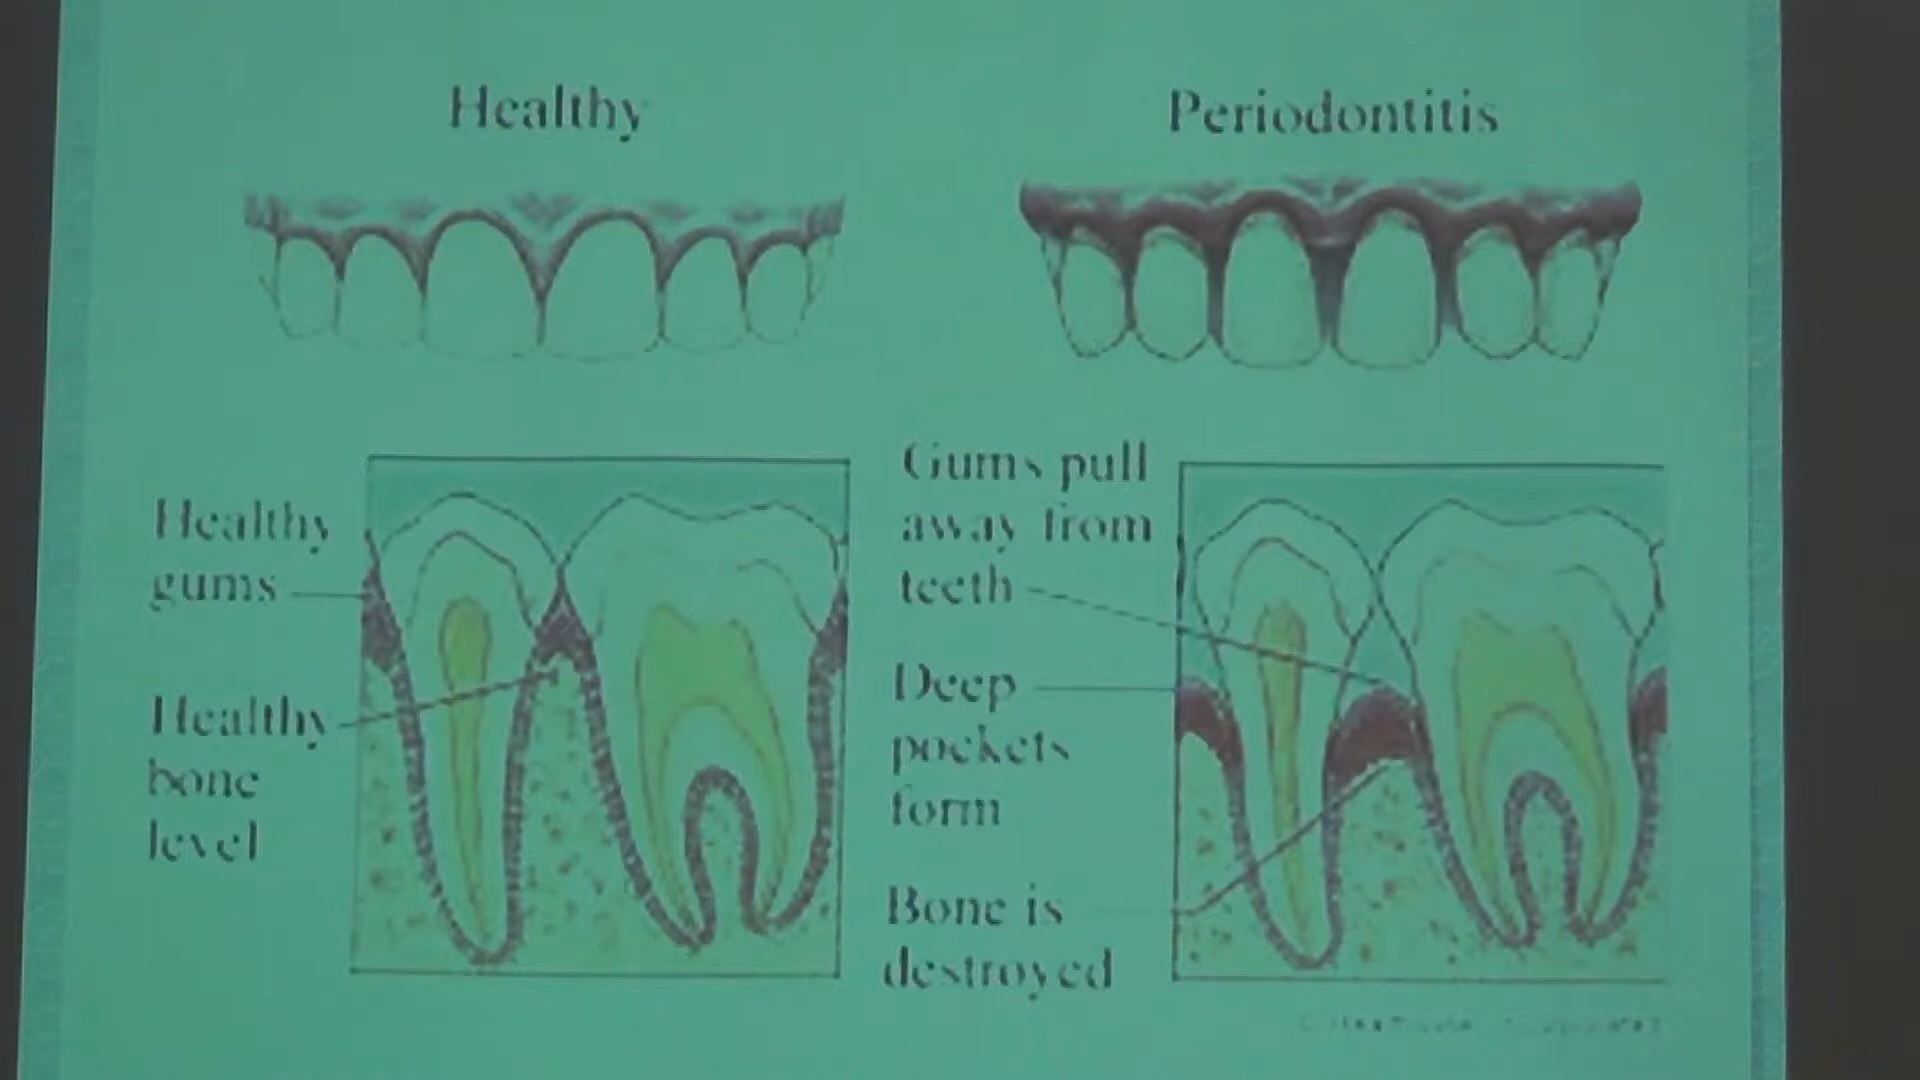 Healthy
Periodontitis
Healthy
gums
Healthy
bone
level
Gums pull
away from
teeth
Deep
pockets
form
Bone is
destroyed